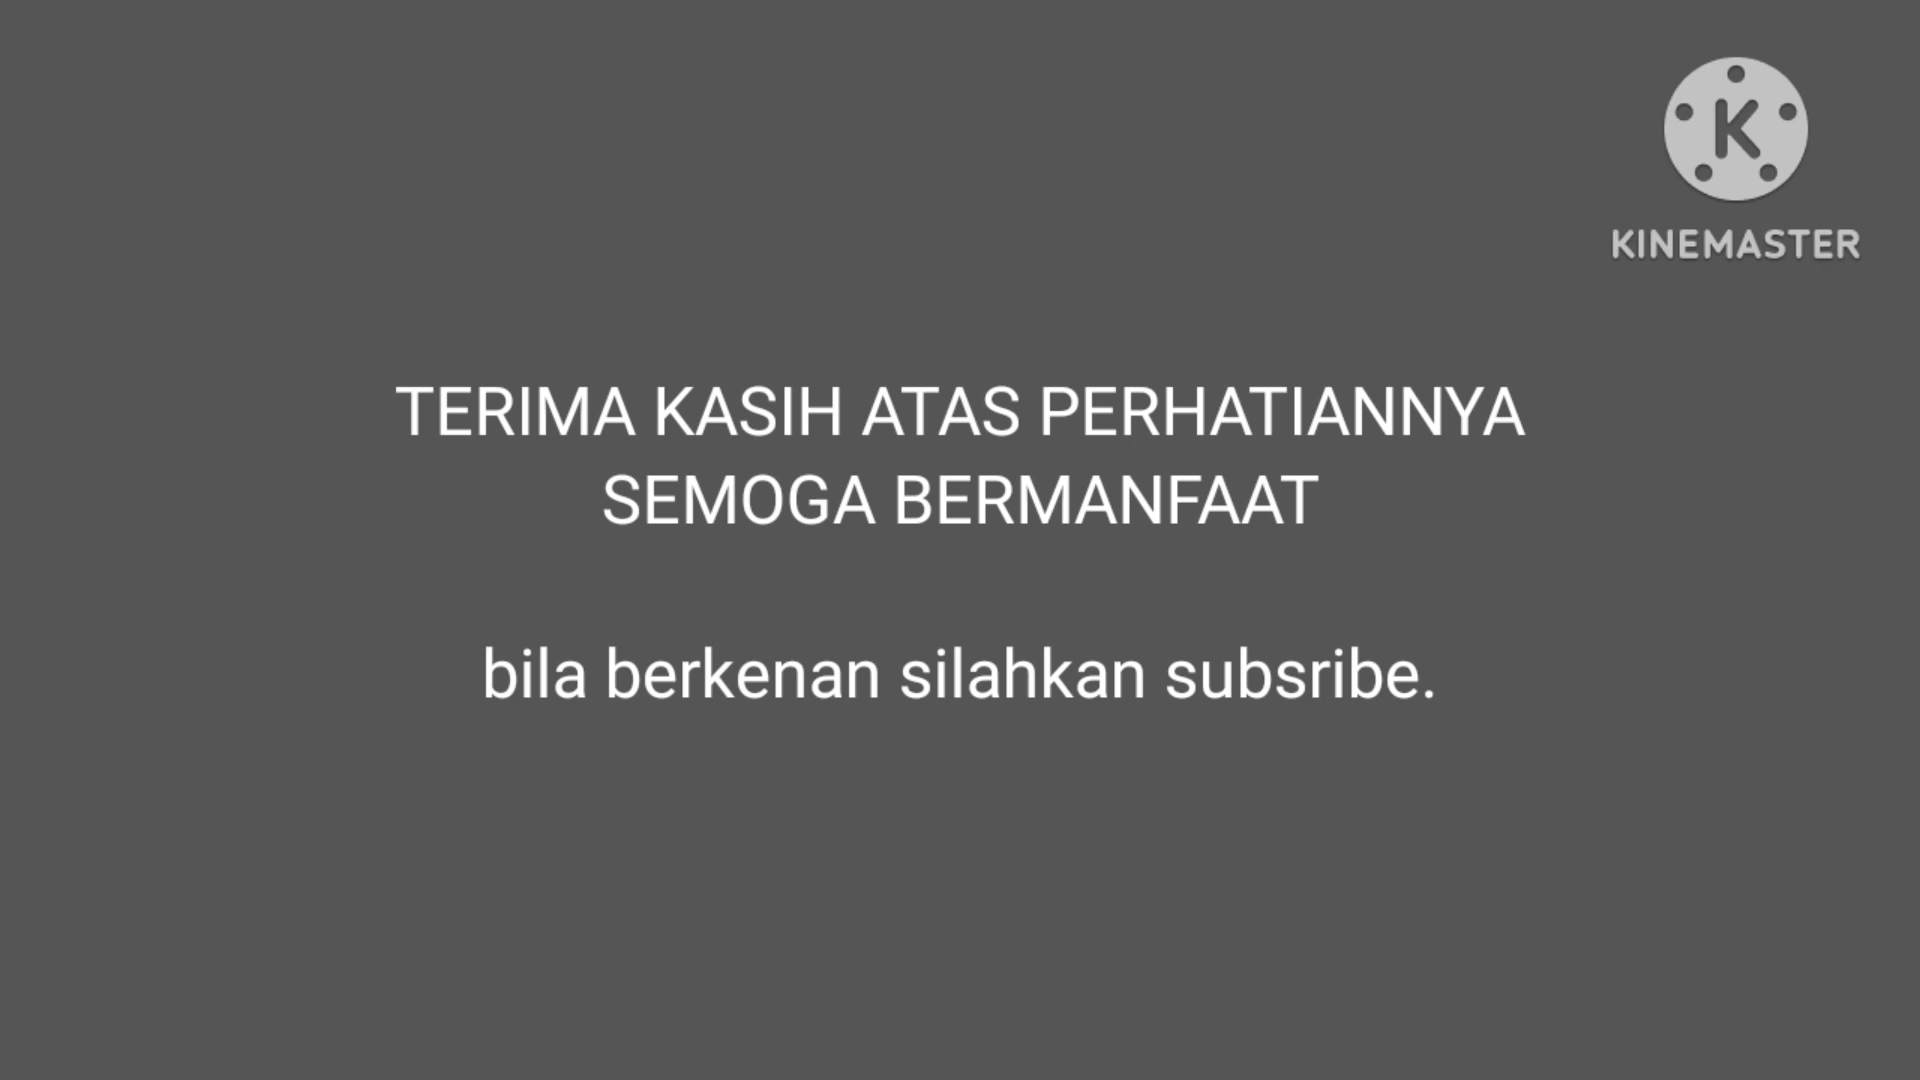 K
KINEMASTER
TERIMA KASIH ATAS PERHATIANNYA
SEMOGA BERMANFAAT
bila berkenan silahkan subsribe.